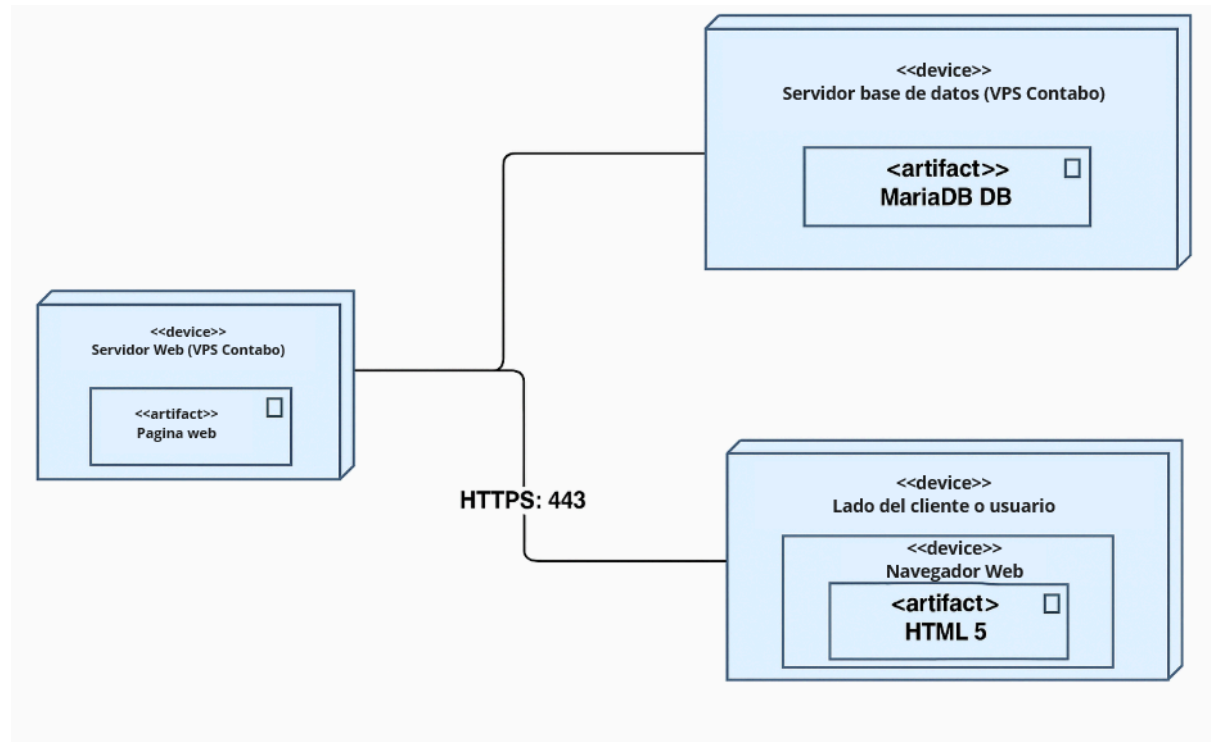 <<device>>
Servidor base de datos (VPS Contabo)
<artifact>>
MariaDB DB
<<device>>
Servidor Web (VPS Contabo)
<<artifact>>
Pagina web
HTTPS: 443
<<device>>
Lado del cliente o usuario
<<device>>
Navegador Web
<artifact>
HTML 5